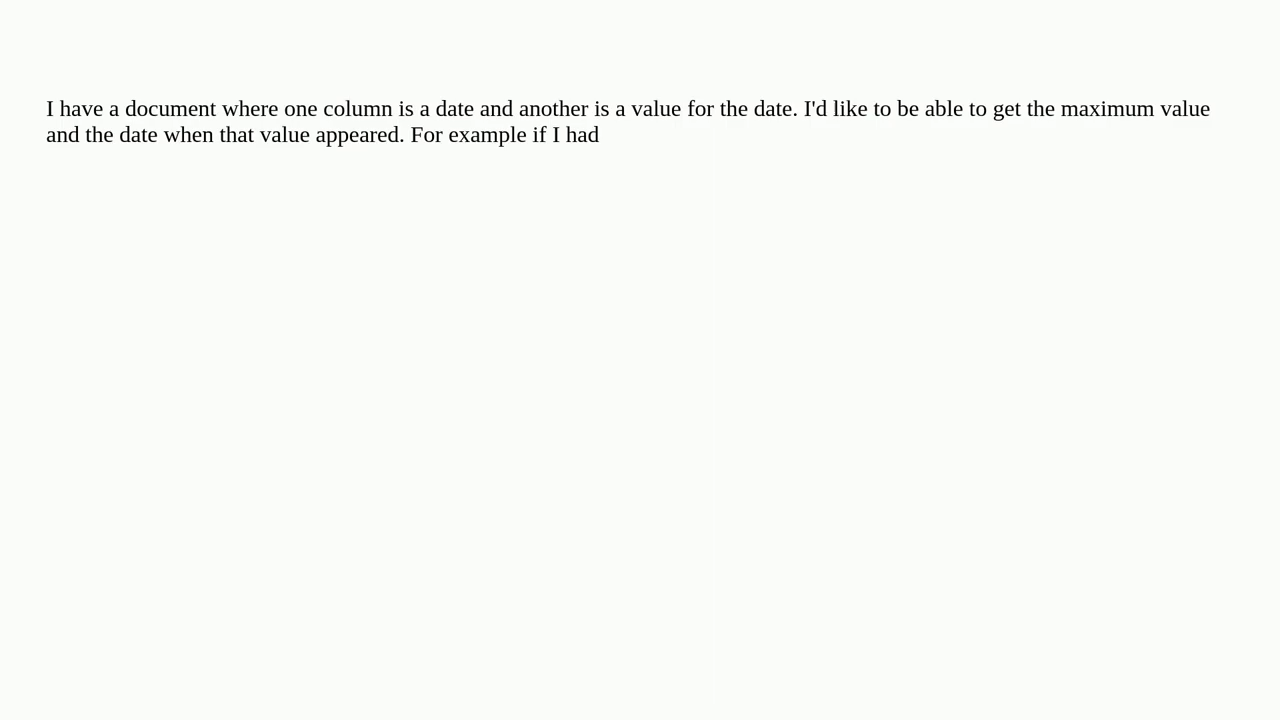 I have a document where one column is a date and another is a value for the date. I'd like to be able to get the maximum value
and the date when that value appeared. For example if I had